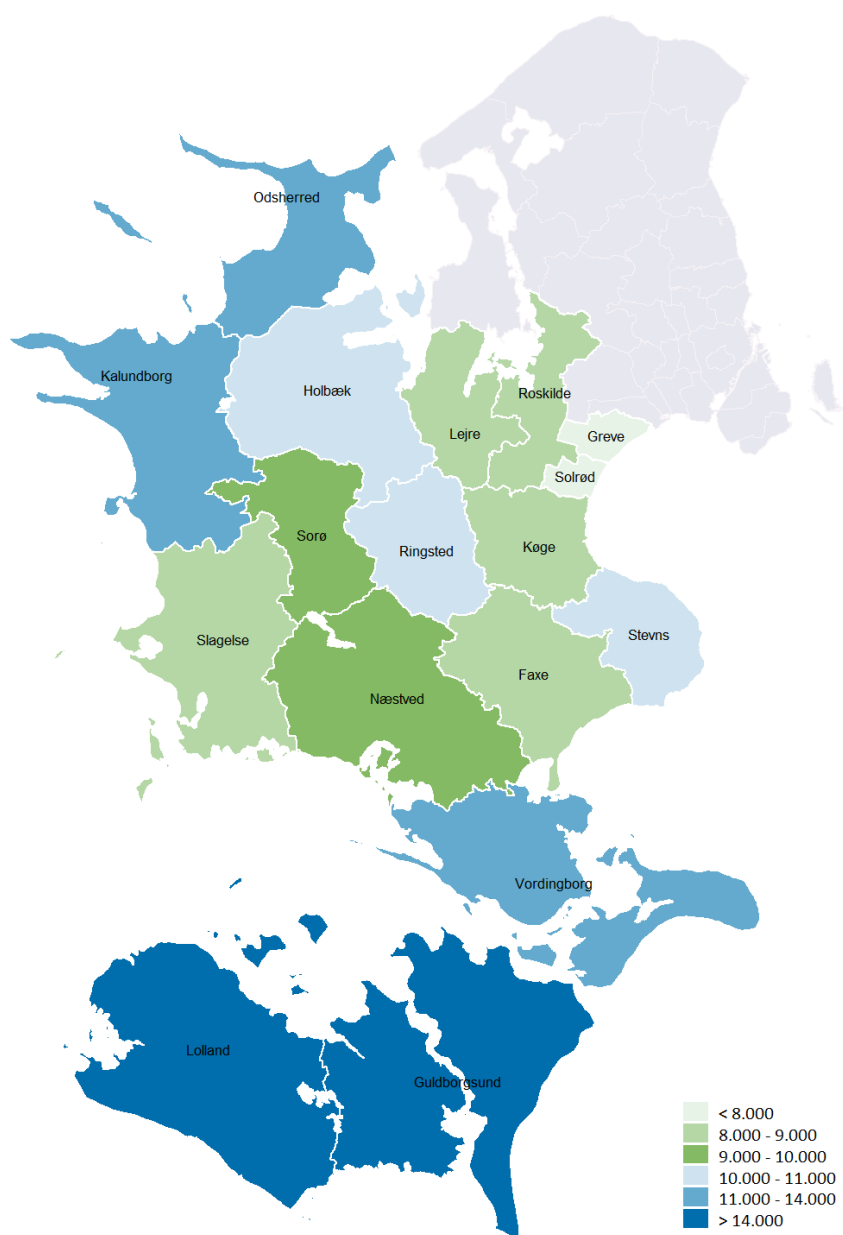 Odsherred
Kalundborg
Holbæk
Roskilde
Lejre
Greve
Solrød
Sorø
Ringsted
Køge
Slagelse
Stevns
Faxe
Næstved
Vordingborg
Lolland
Guldborgsund
< 8.000
8.000 - 9.000
9.000 - 10.000
10.000 - 11.000
11.000 - 14.000
> 14.000